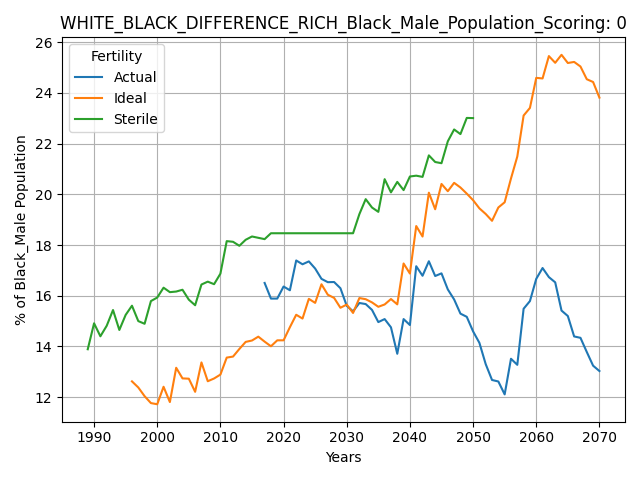 WHITE_BLACK_DIFFERENCE_RICH_Black_Male_Population_Scoring: 0
Fertility
Actual
Ideal
Sterile
% of Black_Male Population
26
24
22
20
18
16
14
12
1990 2000 2010 2020 2030 2040 2050 2060 2070
Years